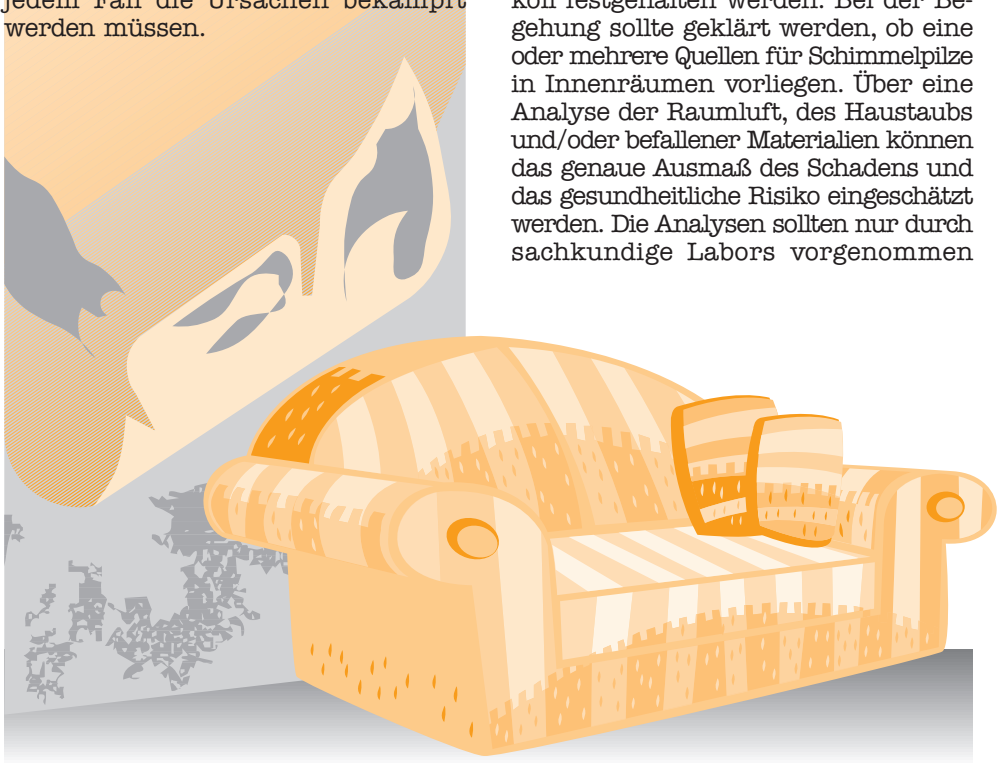 jedem Fall die Ursachen bekämpft
werden müssen.
koll festgehalten werden. Bei der Be-
gehung sollte geklärt werden, ob eine
oder mehrere Quellen für Schimmelpilze
in Innenräumen vorliegen. Über eine
Analyse der Raumluft, des Haustaubs
und/oder befallener Materialien können
das genaue Ausmaß des Schadens und
das gesundheitliche Risiko eingeschätzt
werden. Die Analysen sollten nur durch
sachkundige Labors vorgenommen